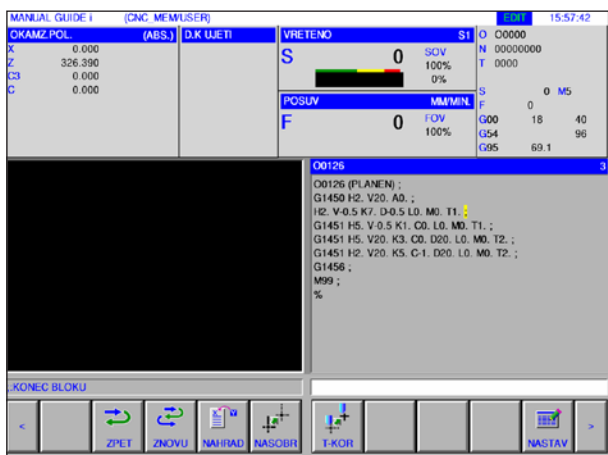 MANUAL GUIDE i (CNC_MEM/USER) EDIT 15:57:42
OKAMZ.POL. (ABS.) D.K UJETI VRETENO S1 O O0000
X 0.000 S 0 SOV N 00000000
Z 326.390 100% T 0000
C3 0.000 0%
C 0.000 S 0 M5
POSUV MM/MIN. F 0
F 0 FOV G00 18 40
100% G54 96
G95 69.1
O0126 3
O0126 (PLANEN) ;
G1450 H2. V20. A0. ;
H2. V-0.5 K7. D-0.5 L0. M0. T1. ;
G1451 H5. V-0.5 K1. C0. L0. M0. T1. ;
G1451 H5. V20. K3. C0. D20. L0. M0. T2. ;
G1451 H2. V20. K5. C-1. D20. L0. M0. T2. ;
G1456 ;
M99 ;
%
;:KONEC BLOKU
< ZPET ZNOVU NAHRAD NASOBR T-KOR NASTAV >